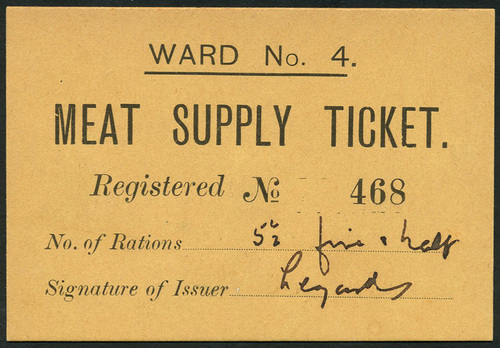 WARD No. 4.
MEAT SUPPLY TICKET.
Registered No 468
No. of Rations 5½ five & half
Signature of Issuer